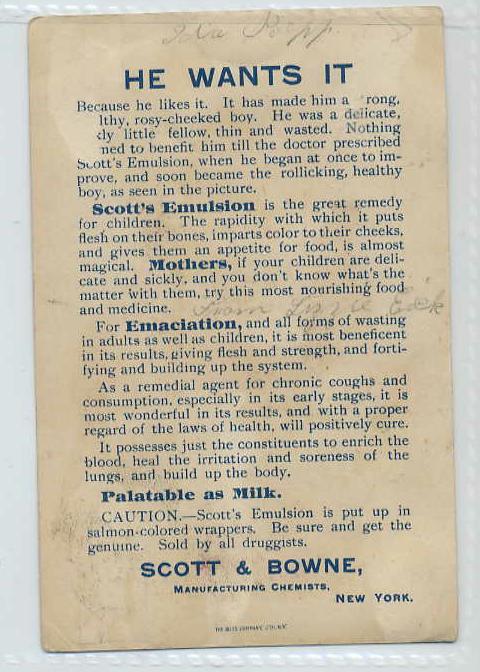 HE WANTS IT
Because he likes it. It has made him a rong,
lthy, rosy-cheeked boy. He was a delicate,
kly little fellow, thin and wasted. Nothing
ned to benefit him till the doctor prescribed
Scott's Emulsion, when he began at once to im-
prove, and soon became the rollicking, healthy
boy, as seen in the picture.
Scott's Emulsion is the great remedy
for children. The rapidity with which it puts
flesh on their bones, imparts color to their cheeks,
and gives them an appetite for food, is almost
magical. Mothers, if your children are deli-
cate and sickly, and you don't know what's the
matter with them, try this most nourishing food
and medicine. From Lizzie
For Emaciation, and all forms of wasting
in adults as well as children, it is most beneficent
in its results, giving flesh and strength, and forti-
fying and building up the system.
As a remedial agent for chronic coughs and
consumption, especially in its early stages, it is
most wonderful in its results, and with a proper
regard of the laws of health, will positively cure.
It possesses just the constituents to enrich the
blood, heal the irritation and soreness of the
lungs, and build up the body.
Palatable as Milk.
CAUTION.—Scott's Emulsion is put up in
salmon-colored wrappers. Be sure and get the
genuine. Sold by all druggists.
SCOTT & BOWNE,
MANUFACTURING CHEMISTS,
NEW YORK.